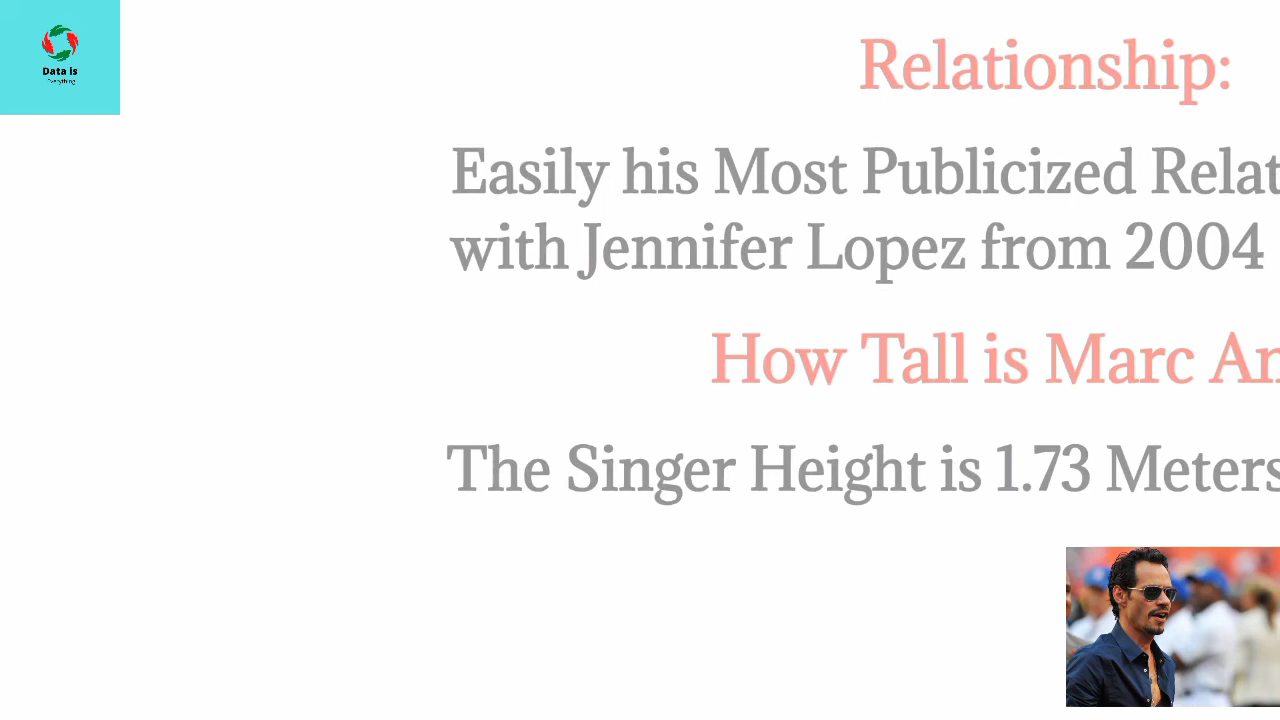 Data is
Everything
Relationship:
Easily his Most Publicized Relat
with Jennifer Lopez from 2004
How Tall is Marc An
The Singer Height is 1.73 Meters